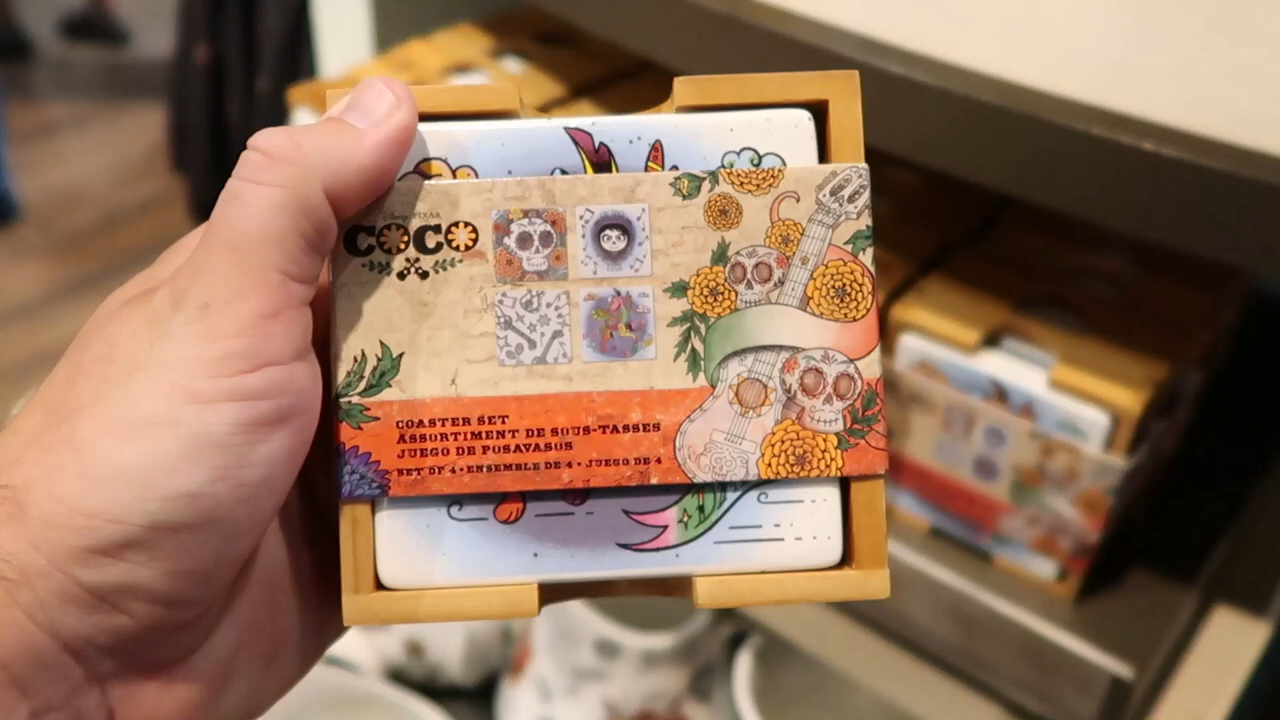 Disney PIXAR
COCO
COASTER SET
ASSORTIMENT DE SOUS-TASSES
JUEGO DE POSAVASOS
SET OF 4 • ENSEMBLE DE 4 • JUEGO DE 4